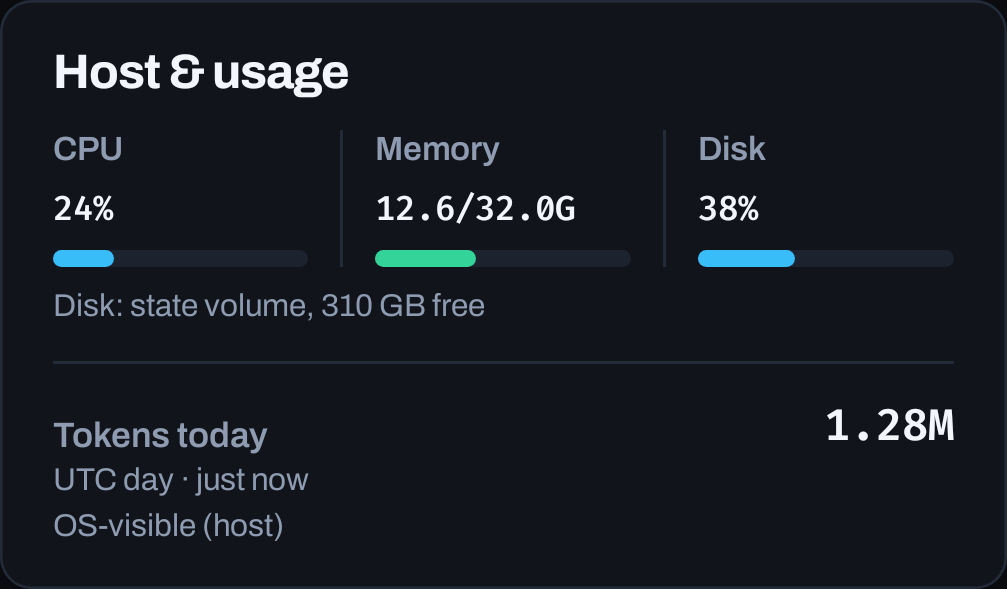 Host & usage
CPU
24%
Memory
12.6/32.0G
Disk
38%
Disk: state volume, 310 GB free
Tokens today
1.28M
UTC day · just now
OS-visible (host)